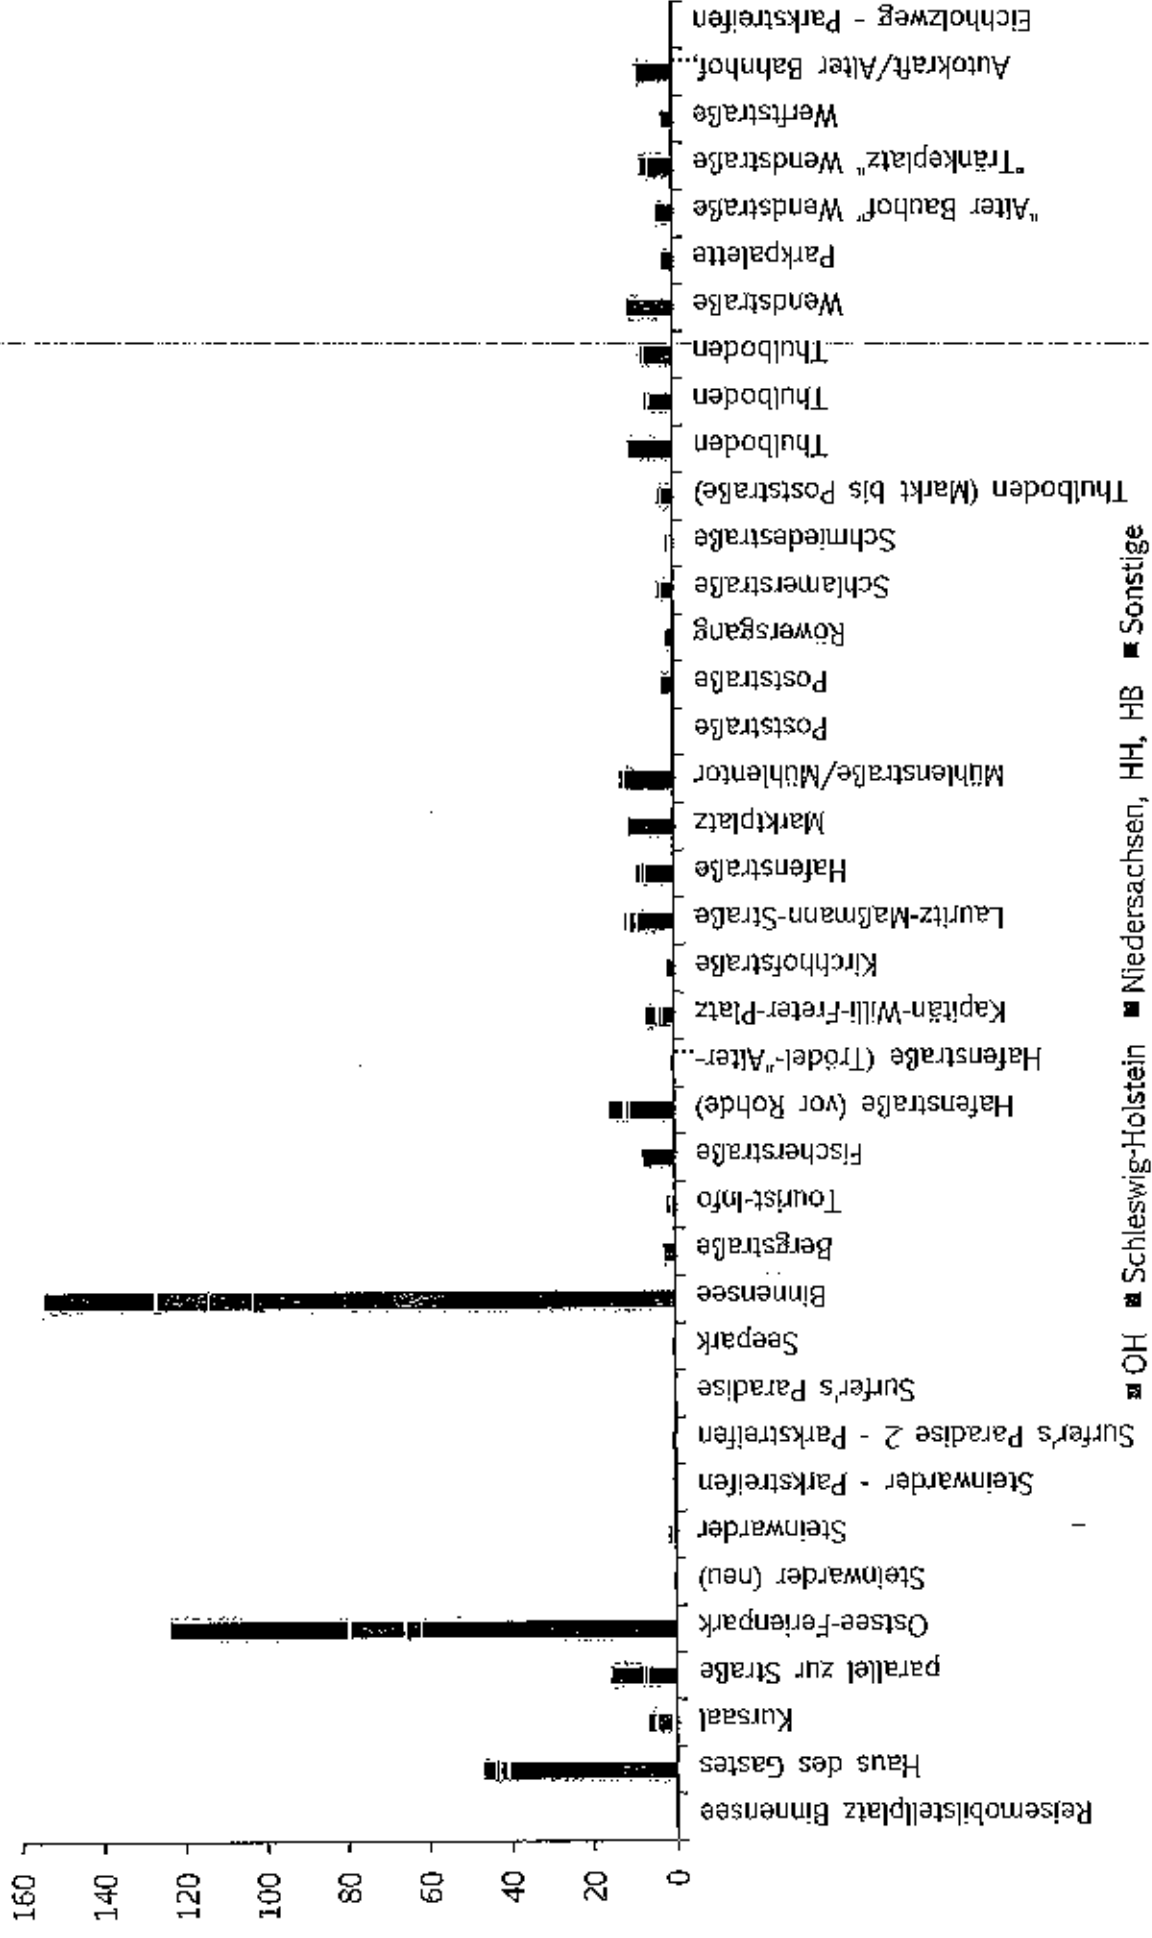 160
140
120
100
80
60
40
20
0
Reisemobilstellplatz Binnensee
Haus des Gastes
Kursaal
parallel zur Straße
Ostsee-Ferienpark
Steinwarder (neu)
Steinwarder
Steinwarder - Parkstreifen
Surfer's Paradise 2 - Parkstreifen
Surfer's Paradise
Seepark
Binnensee
Bergstraße
Tourist-Info
Fischerstraße
Hafenstraße (vor Rohde)
Hafenstraße (Trödel-"Alter-…
Kapitän-Willi-Freter-Platz
Kirchhofstraße
Lauritz-Maßmann-Straße
Hafenstraße
Marktplatz
Mühlenstraße/Mühlentor
Poststraße
Poststraße
Röwersgang
Schlamerstraße
Schmiedestraße
Thulboden (Markt bis Poststraße)
Thulboden
Thulboden
Thulboden
Wendstraße
Parkpalette
"Alter Bauhof" Wendstraße
"Tränkeplatz" Wendstraße
Werftstraße
Autokraft/Alter Bahnhof,…
Eichholzweg - Parkstreifen
OH Schleswig-Holstein Niedersachsen, HH, HB Sonstige